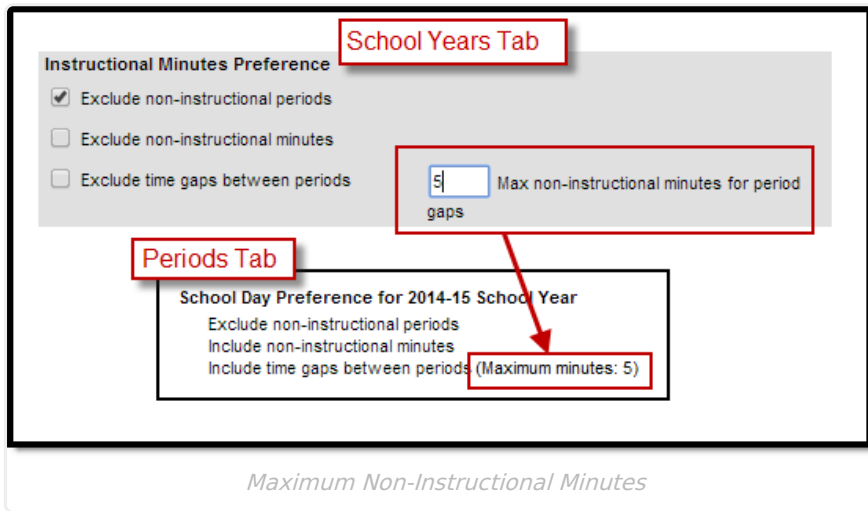 School Years Tab
Instructional Minutes Preference
Exclude non-instructional periods
Exclude non-instructional minutes
Exclude time gaps between periods
5 Max non-instructional minutes for period
gaps
Periods Tab
School Day Preference for 2014-15 School Year
Exclude non-instructional periods
Include non-instructional minutes
Include time gaps between periods (Maximum minutes: 5)
Maximum Non-Instructional Minutes